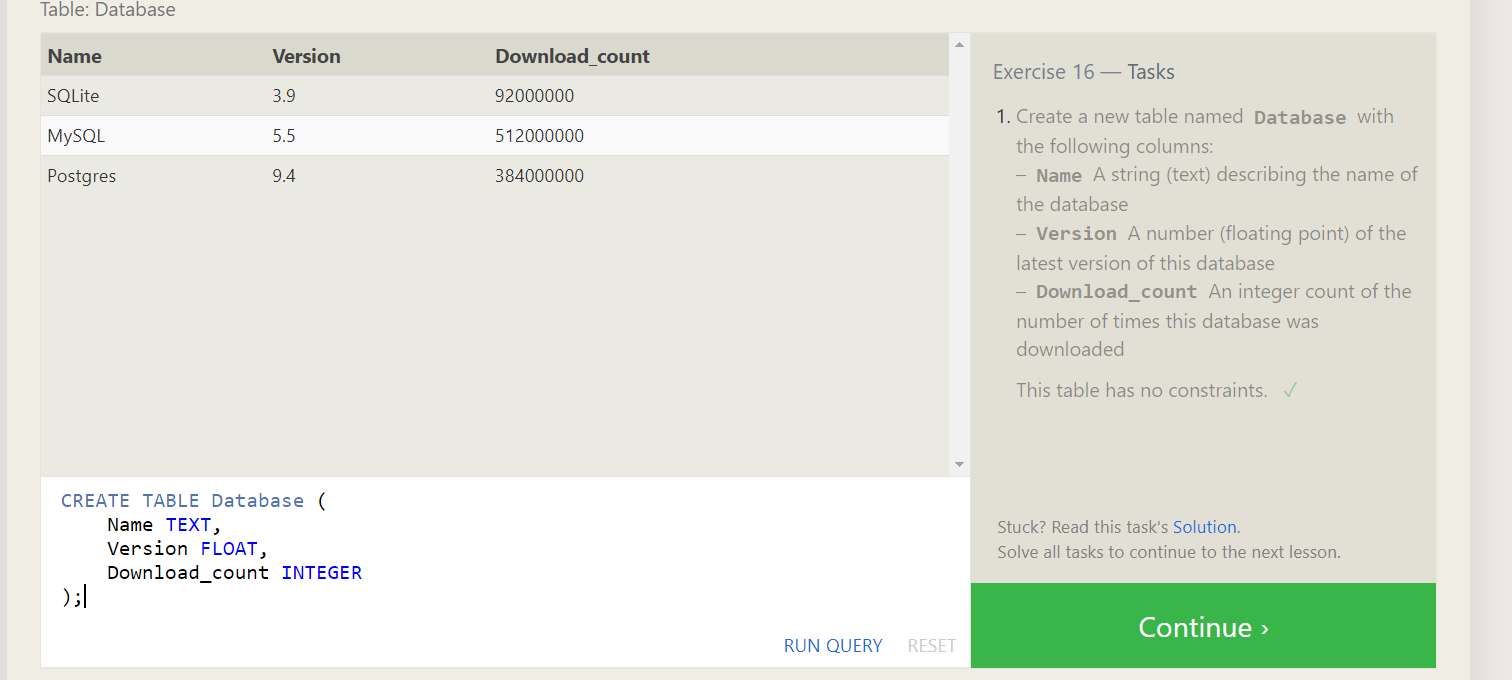 Table: Database
Name Version Download_count
SQLite 3.9 92000000
MySQL 5.5 512000000
Postgres 9.4 384000000
CREATE TABLE Database (
    Name TEXT,
    Version FLOAT,
    Download_count INTEGER
);
RUN QUERY RESET
Exercise 16 — Tasks
1. Create a new table named Database with
the following columns:
– Name A string (text) describing the name of
the database
– Version A number (floating point) of the
latest version of this database
– Download_count An integer count of the
number of times this database was
downloaded
This table has no constraints. ✓
Stuck? Read this task's Solution.
Solve all tasks to continue to the next lesson.
Continue ›